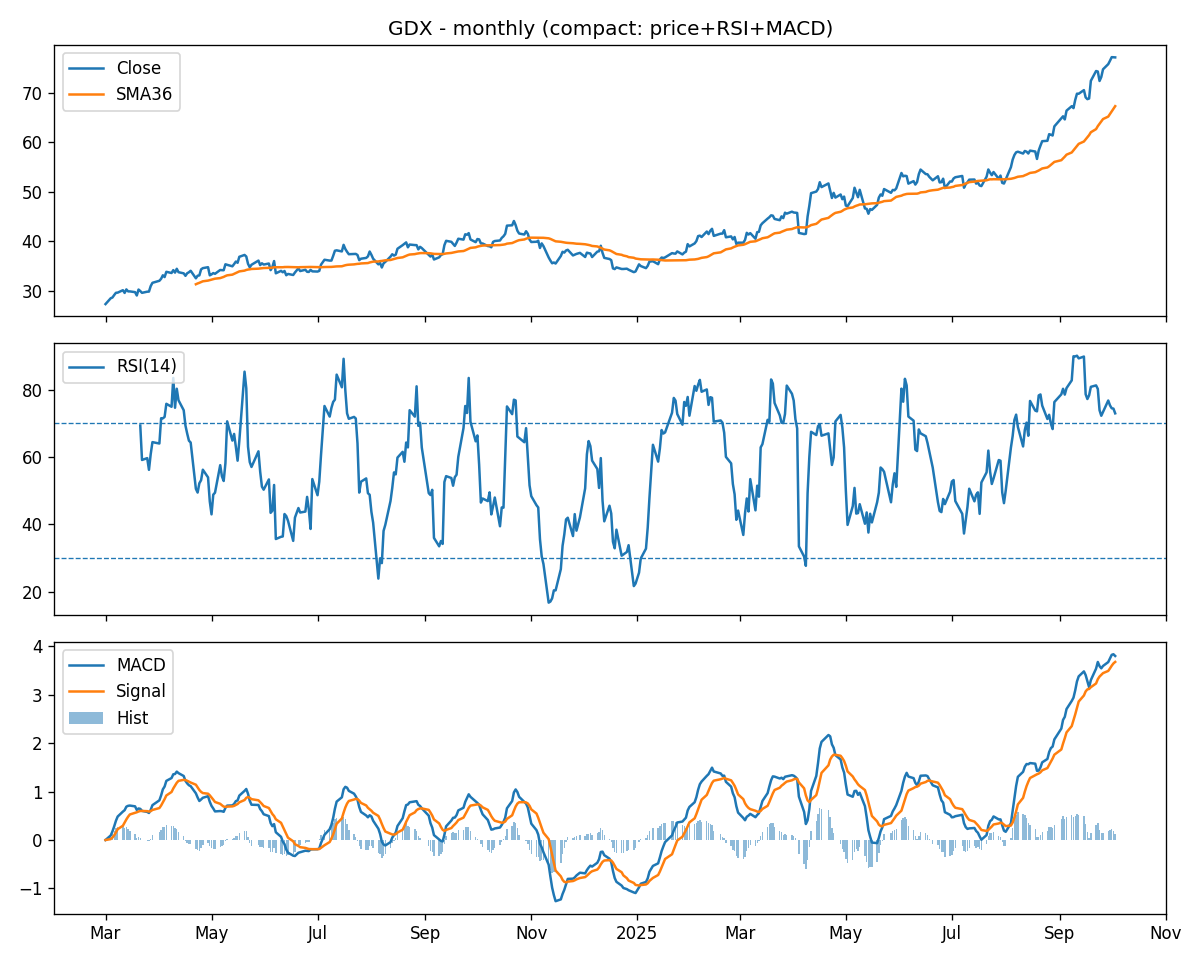 GDX - monthly (compact: price+RSI+MACD)
Close
SMA36
70
60
50
40
30
RSI(14)
80
60
40
20
MACD
Signal
Hist
4
3
2
1
0
−1
Mar May Jul Sep Nov 2025 Mar May Jul Sep Nov